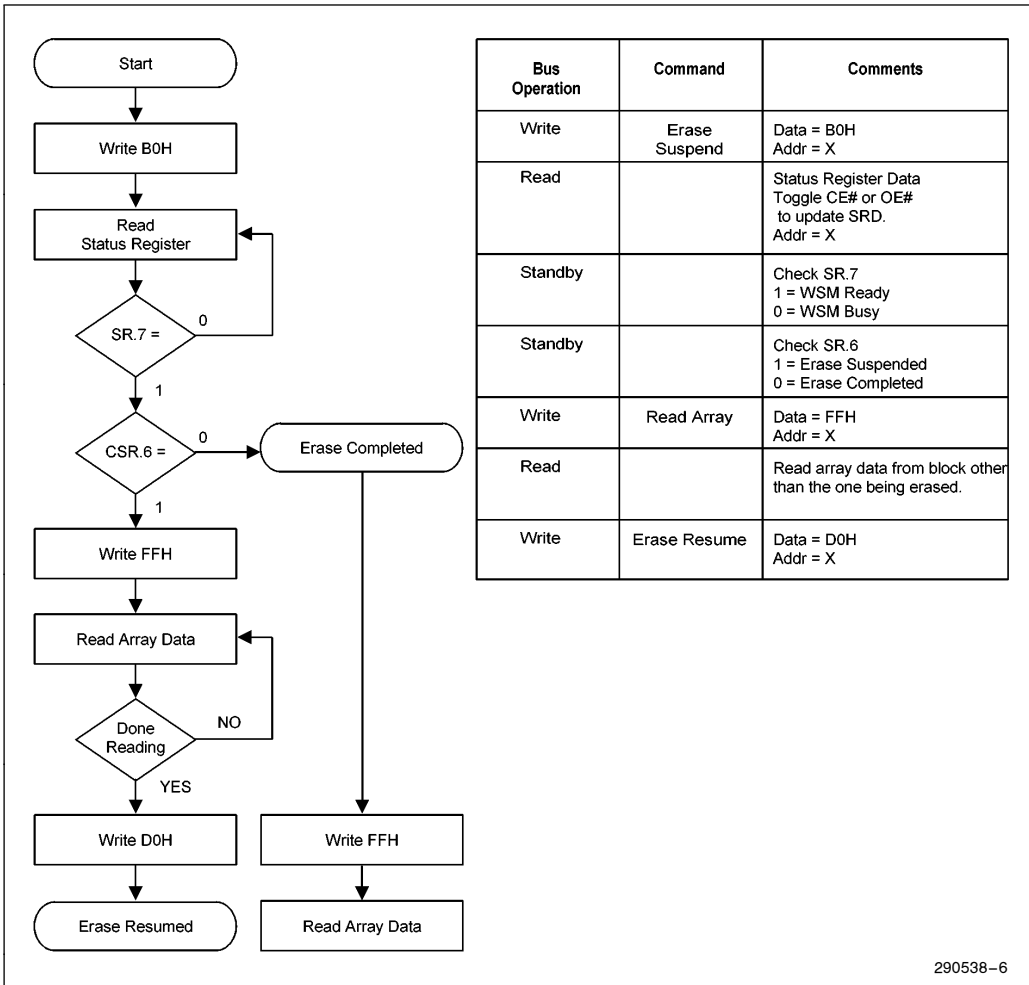 Start
Write B0H
Read
Status Register
SR.7 =
0
1
CSR.6 =
0
Erase Completed
1
Write FFH
Read Array Data
Done
Reading
NO
YES
Write D0H
Write FFH
Erase Resumed
Read Array Data
Bus
Operation
Command
Comments
Write
Erase
Suspend
Data = B0H
Addr = X
Read
Status Register Data
Toggle CE# or OE#
to update SRD.
Addr = X
Standby
Check SR.7
1 = WSM Ready
0 = WSM Busy
Standby
Check SR.6
1 = Erase Suspended
0 = Erase Completed
Write
Read Array
Data = FFH
Addr = X
Read
Read array data from block other
than the one being erased.
Write
Erase Resume
Data = D0H
Addr = X
290538–6